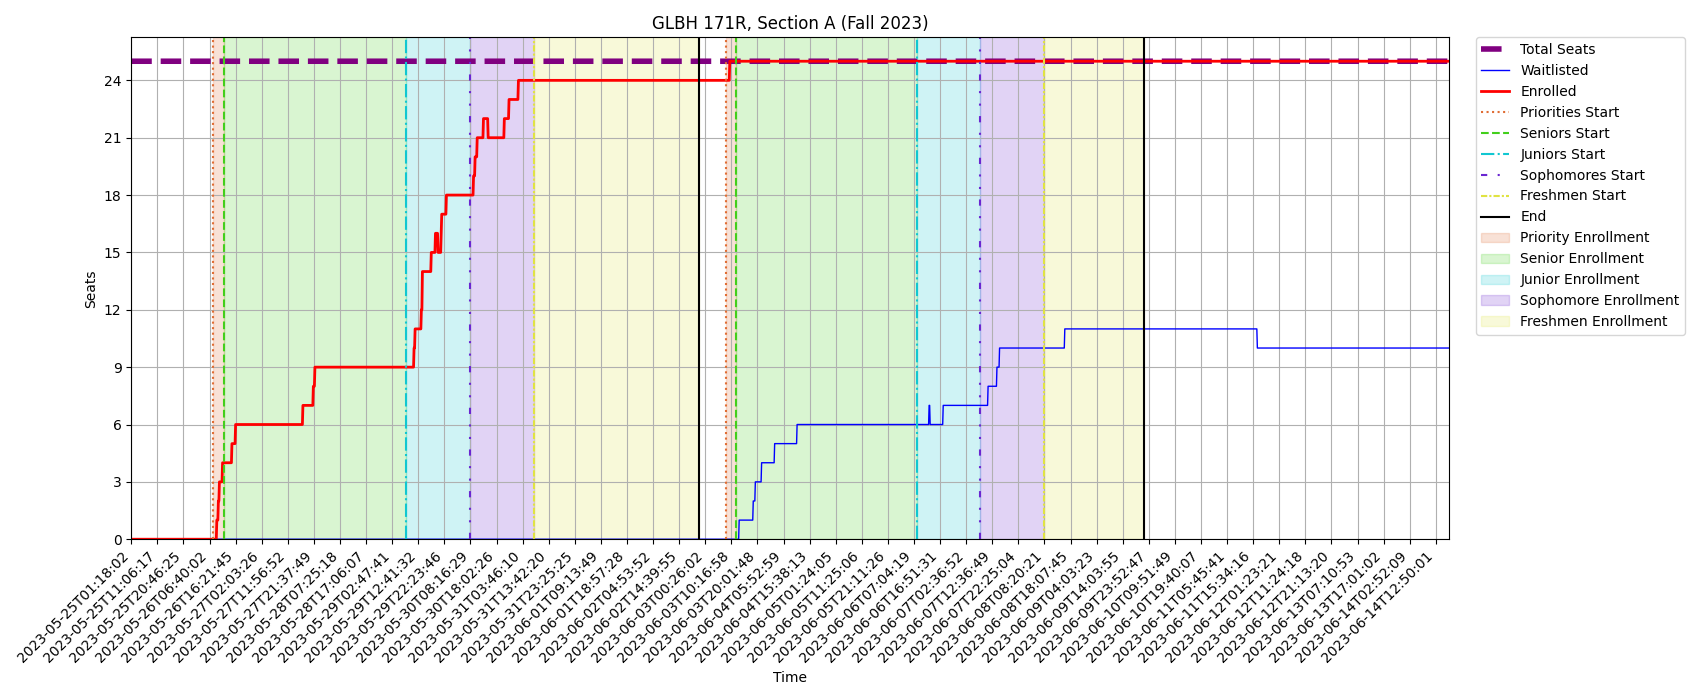 GLBH 171R, Section A (Fall 2023)
Total Seats
Waitlisted
Enrolled
Priorities Start
Seniors Start
Juniors Start
Sophomores Start
Freshmen Start
End
Priority Enrollment
Senior Enrollment
Junior Enrollment
Sophomore Enrollment
Freshmen Enrollment
Seats
24
21
18
15
12
9
6
3
0
2023-05-25T01:18:02
2023-05-25T11:06:17
2023-05-25T20:46:25
2023-05-26T06:40:02
2023-05-26T16:21:45
2023-05-27T02:03:26
2023-05-27T11:56:52
2023-05-27T21:37:49
2023-05-28T07:25:18
2023-05-28T17:06:07
2023-05-29T02:47:41
2023-05-29T12:41:32
2023-05-29T22:23:46
2023-05-30T08:16:29
2023-05-30T18:02:26
2023-05-31T03:46:10
2023-05-31T13:42:20
2023-05-31T23:25:25
2023-06-01T09:13:49
2023-06-01T18:57:28
2023-06-02T04:53:52
2023-06-02T14:39:55
2023-06-03T00:26:02
2023-06-03T10:16:58
2023-06-03T20:01:48
2023-06-04T05:52:59
2023-06-04T15:38:13
2023-06-05T01:24:05
2023-06-05T11:25:06
2023-06-05T21:11:26
2023-06-06T07:04:19
2023-06-06T16:51:31
2023-06-07T02:36:52
2023-06-07T12:36:49
2023-06-07T22:25:04
2023-06-08T08:20:21
2023-06-08T18:07:45
2023-06-09T04:03:23
2023-06-09T14:03:55
2023-06-09T23:52:47
2023-06-10T09:51:49
2023-06-10T19:40:07
2023-06-11T05:45:41
2023-06-11T15:34:16
2023-06-12T01:23:21
2023-06-12T11:24:18
2023-06-12T21:13:20
2023-06-13T07:10:53
2023-06-13T17:01:02
2023-06-14T02:52:09
2023-06-14T12:50:01
Time